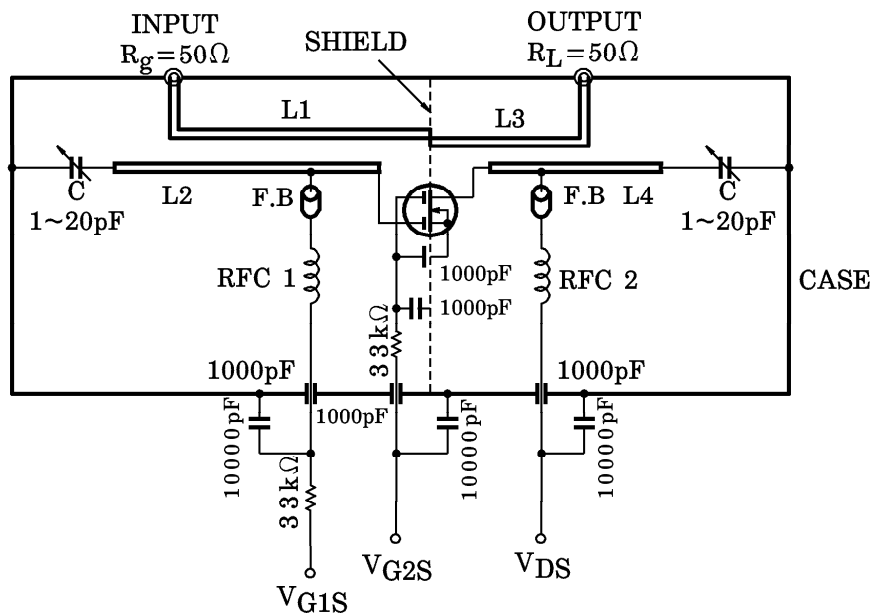 INPUT
Rg=50Ω
SHIELD
OUTPUT
RL=50Ω
L1
L3
C
1~20pF
L2
F.B
F.B
L4
C
1~20pF
RFC 1
1000pF
RFC 2
CASE
1000pF
33kΩ
1000pF
1000pF
1000pF
10000pF
10000pF
10000pF
33kΩ
VG2S
VDS
VG1S